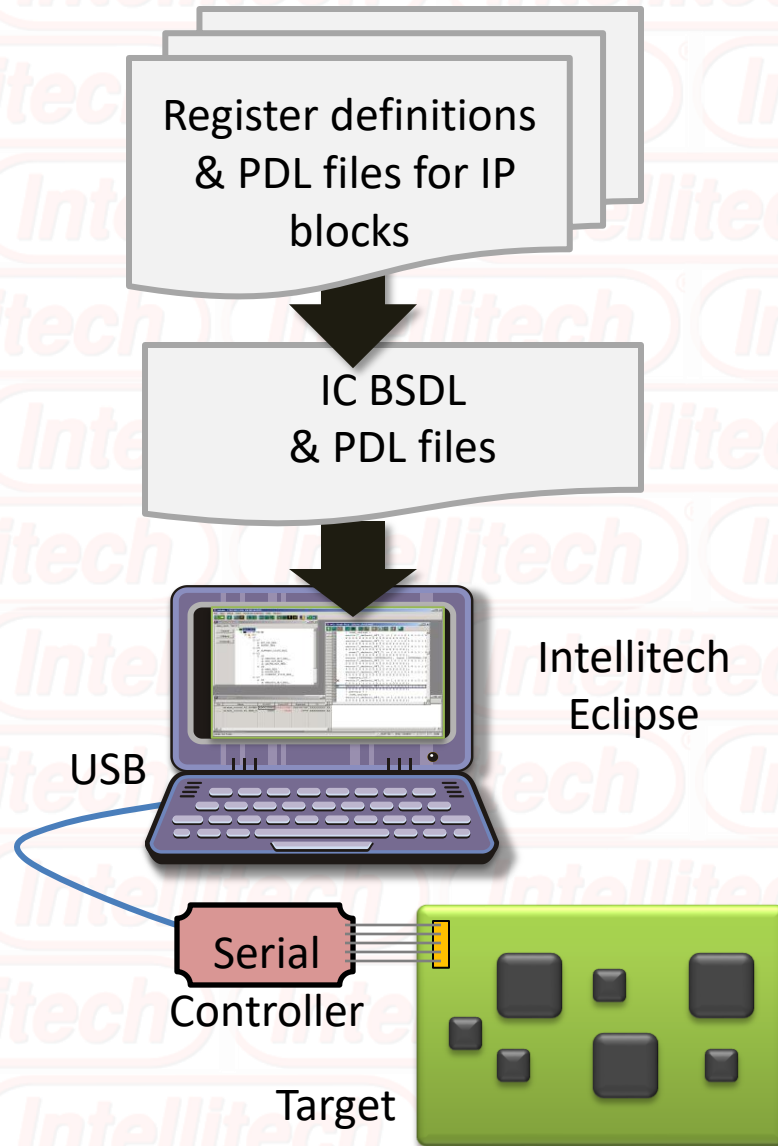 Register definitions
& PDL files for IP
blocks
IC BSDL
& PDL files
Intellitech
Eclipse
USB
Serial
Controller
Target